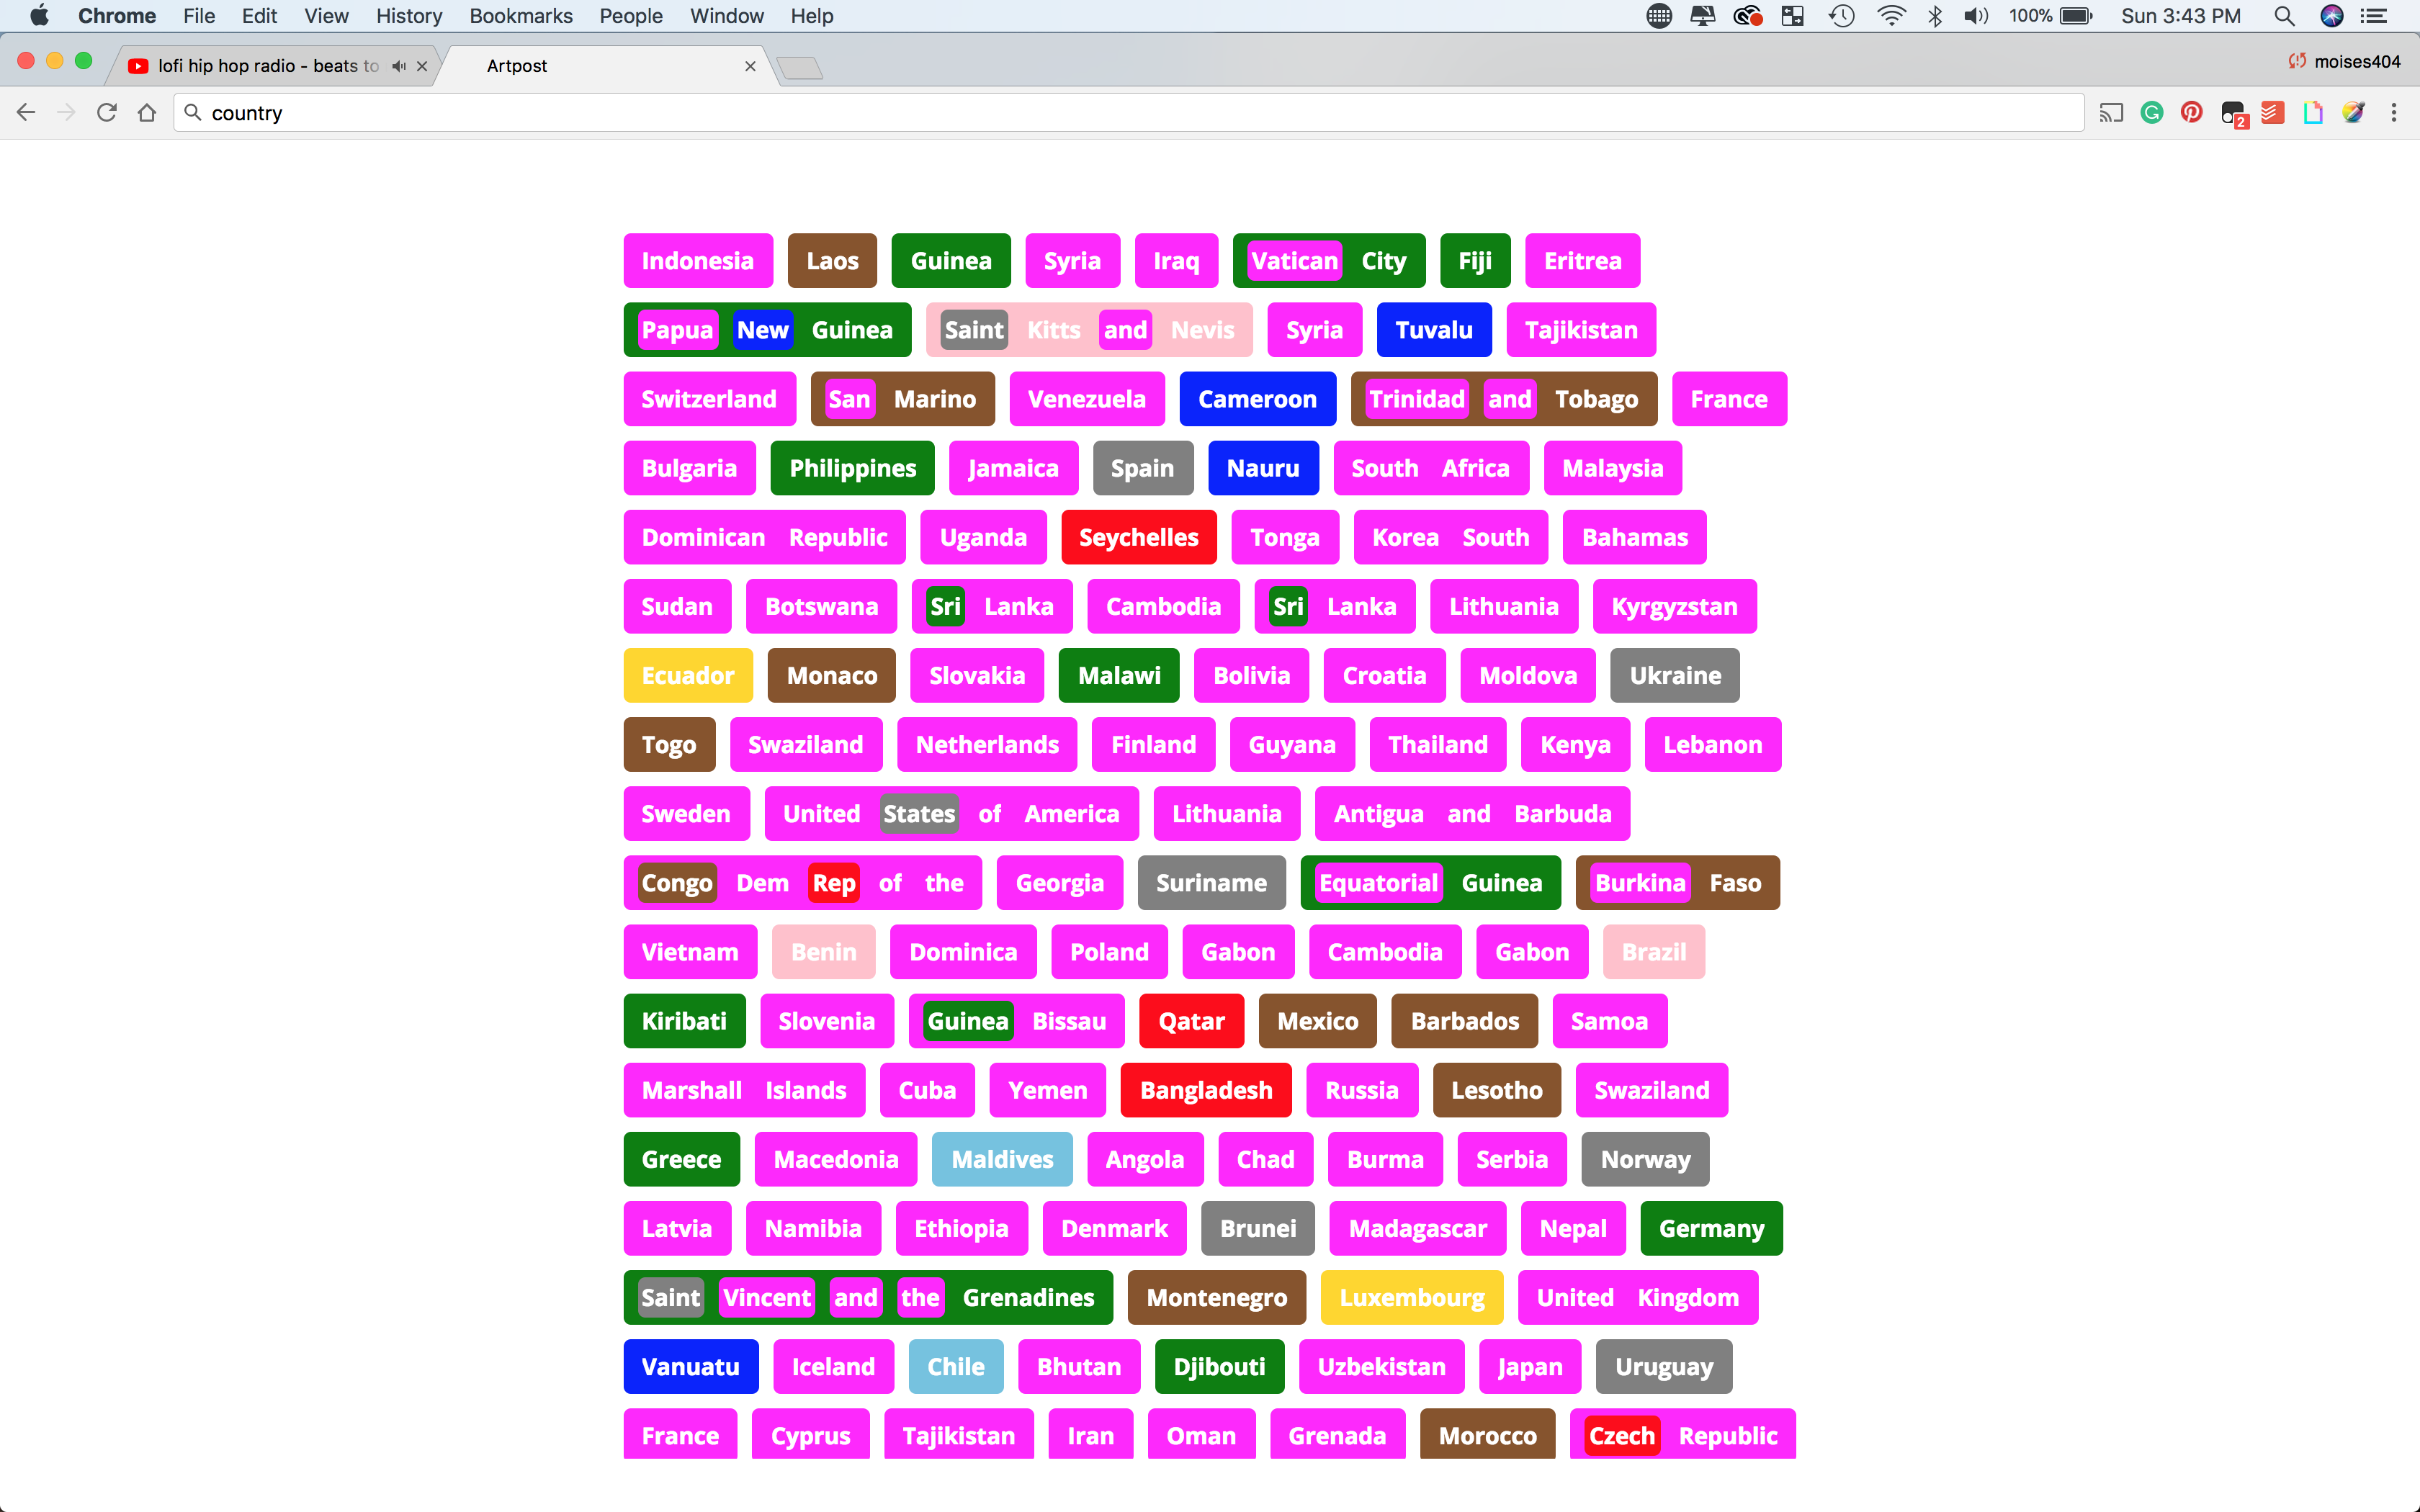 Chrome File Edit View History Bookmarks People Window Help 100% Sun 3:43 PM
lofi hip hop radio - beats to Artpost moises404
country 2
Indonesia Laos Guinea Syria Iraq Vatican City Fiji Eritrea
Papua New Guinea Saint Kitts and Nevis Syria Tuvalu Tajikistan
Switzerland San Marino Venezuela Cameroon Trinidad and Tobago France
Bulgaria Philippines Jamaica Spain Nauru South Africa Malaysia
Dominican Republic Uganda Seychelles Tonga Korea South Bahamas
Sudan Botswana Sri Lanka Cambodia Sri Lanka Lithuania Kyrgyzstan
Ecuador Monaco Slovakia Malawi Bolivia Croatia Moldova Ukraine
Togo Swaziland Netherlands Finland Guyana Thailand Kenya Lebanon
Sweden United States of America Lithuania Antigua and Barbuda
Congo Dem Rep of the Georgia Suriname Equatorial Guinea Burkina Faso
Vietnam Benin Dominica Poland Gabon Cambodia Gabon Brazil
Kiribati Slovenia Guinea Bissau Qatar Mexico Barbados Samoa
Marshall Islands Cuba Yemen Bangladesh Russia Lesotho Swaziland
Greece Macedonia Maldives Angola Chad Burma Serbia Norway
Latvia Namibia Ethiopia Denmark Brunei Madagascar Nepal Germany
Saint Vincent and the Grenadines Montenegro Luxembourg United Kingdom
Vanuatu Iceland Chile Bhutan Djibouti Uzbekistan Japan Uruguay
France Cyprus Tajikistan Iran Oman Grenada Morocco Czech Republic